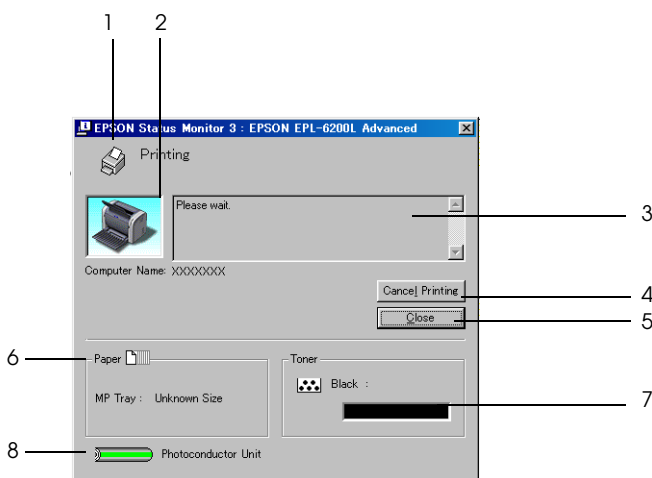 1 2
EPSON Status Monitor 3 : EPSON EPL-6200L Advanced
Printing
Please wait.
3
Computer Name: XXXXXXX
Cancel Printing
4
Close
5
6
Paper
Toner
MP Tray : Unknown Size
Black :
7
8
Photoconductor Unit